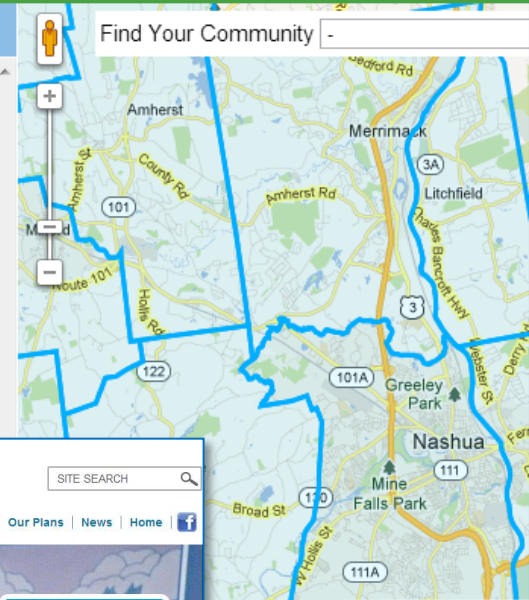 Find Your Community -
Bedford Rd
Amherst
Merrimack
Amherst St
County Rd
3A
101
Amherst Rd
Litchfield
Charles Bancroft Hwy
Route 101
Hollis Rd
3
122
101A
Webster St
Derry
Greeley
Park
Nashua
111
Mine
Falls Park
130
Broad St
W Hollis St
111A
SITE SEARCH
Our Plans | News | Home | f